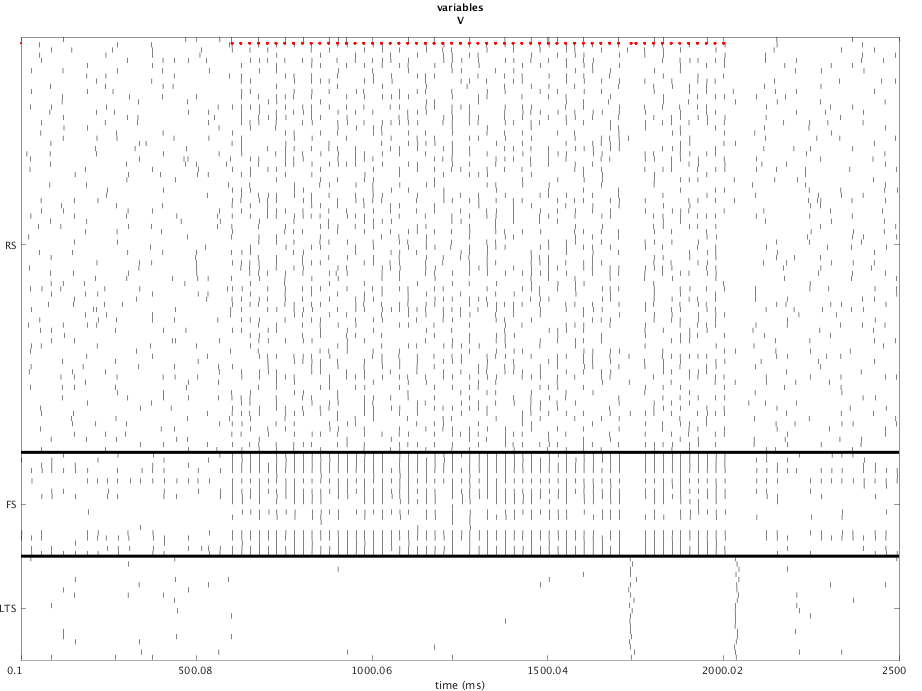 variables
V
RS
FS
LTS
0.1
500.08
1000.06
1500.04
2000.02
2500
time (ms)